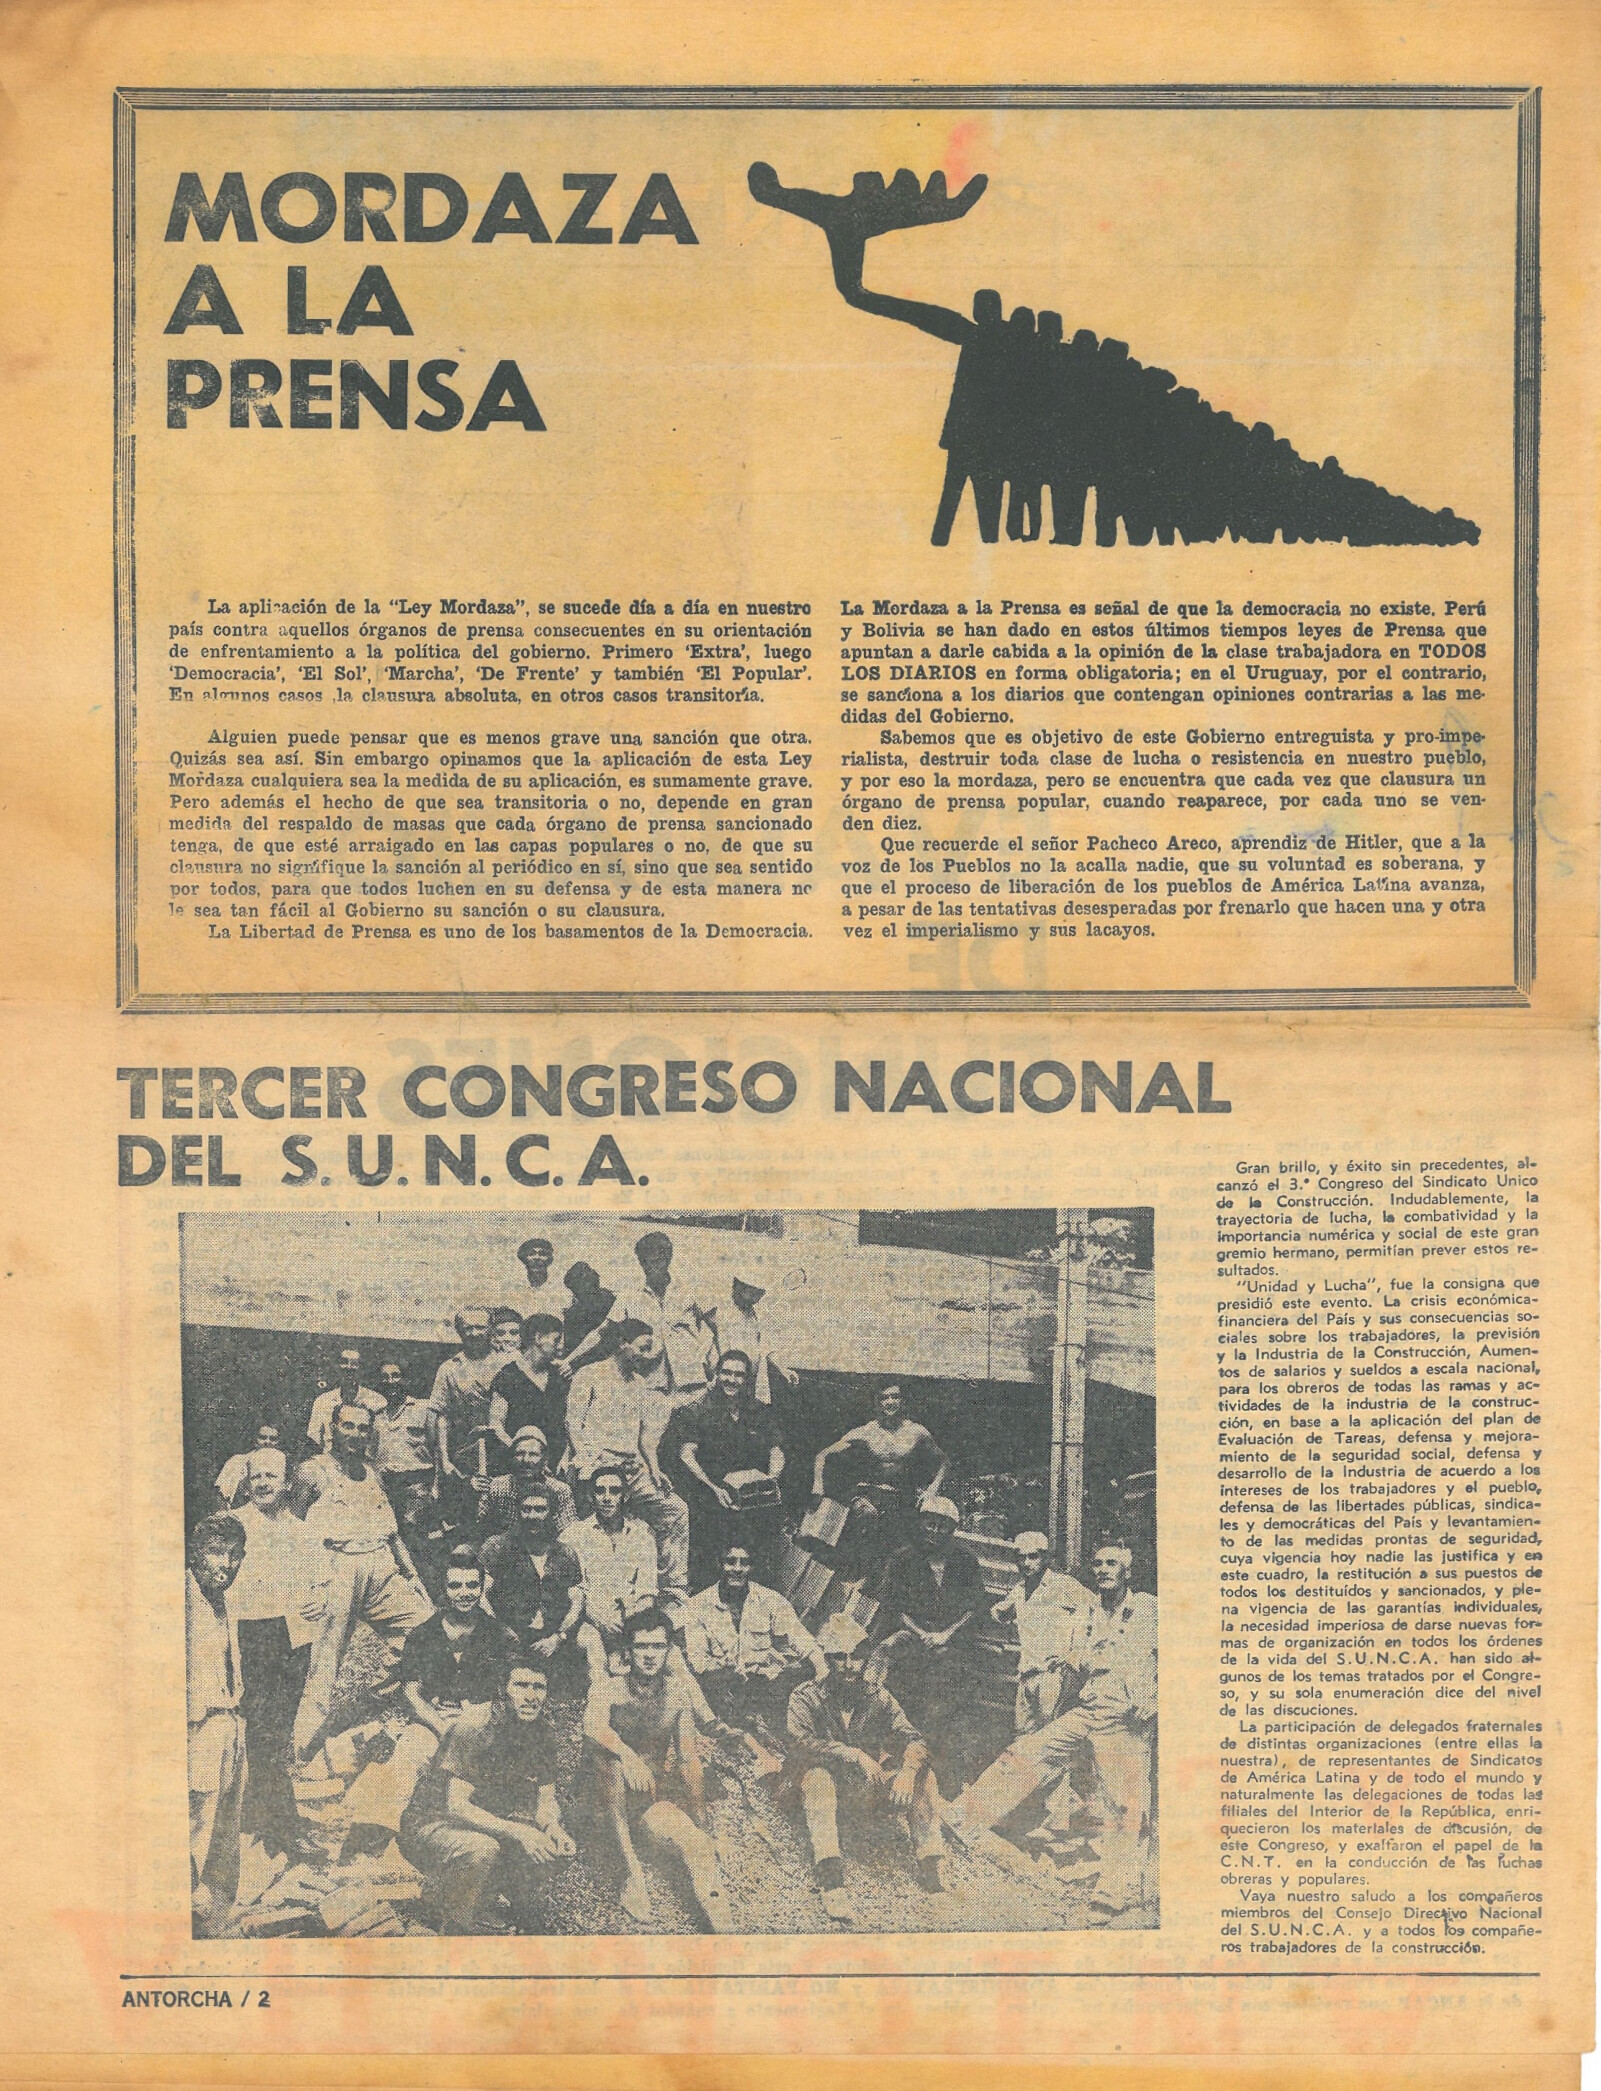 MORDAZA
A LA
PRENSA
La aplicación de la “Ley Mordaza”, se sucede día a día en nuestro
país contra aquellos órganos de prensa consecuentes en su orientación
de enfrentamiento a la política del gobierno. Primero ‘Extra’, luego
‘Democracia’, ‘El Sol’, ‘Marcha’, ‘De Frente’ y también ‘El Popular’.
En algunos casos ,la clausura absoluta, en otros casos transitoria.
Alguien puede pensar que es menos grave una sanción que otra.
Quizás sea así. Sin embargo opinamos que la aplicación de esta Ley
Mordaza cualquiera sea la medida de su aplicación, es sumamente grave.
Pero además el hecho de que sea transitoria o no, depende en gran
medida del respaldo de masas que cada órgano de prensa sancionado
tenga, de que esté arraigado en las capas populares o no, de que su
clausura no signifique la sanción al periódico en sí, sino que sea sentido
por todos, para que todos luchen en su defensa y de esta manera no
le sea tan fácil al Gobierno su sanción o su clausura.
La Libertad de Prensa es uno de los basamentos de la Democracia.
La Mordaza a la Prensa es señal de que la democracia no existe. Perú
y Bolivia se han dado en estos últimos tiempos leyes de Prensa que
apuntan a darle cabida a la opinión de la clase trabajadora en TODOS
LOS DIARIOS en forma obligatoria; en el Uruguay, por el contrario,
se sanciona a los diarios que contengan opiniones contrarias a las me-
didas del Gobierno.
Sabemos que es objetivo de este Gobierno entreguista y pro-impe-
rialista, destruir toda clase de lucha o resistencia en nuestro pueblo,
y por eso la mordaza, pero se encuentra que cada vez que clausura un
órgano de prensa popular, cuando reaparece, por cada uno se ven-
den diez.
Que recuerde el señor Pacheco Areco, aprendiz de Hitler, que a la
voz de los Pueblos no la acalla nadie, que su voluntad es soberana, y
que el proceso de liberación de los pueblos de América Latina avanza,
a pesar de las tentativas desesperadas por frenarlo que hacen una y otra
vez el imperialismo y sus lacayos.
TERCER CONGRESO NACIONAL
DEL S.U.N.C.A.
Gran brillo, y éxito sin precedentes, al-
canzó el 3.º Congreso del Sindicato Unico
de la Construcción. Indudablemente, la
trayectoria de lucha, la combatividad y la
importancia numérica y social de este gran
gremio hermano, permitían prever estos re-
sultados.
“Unidad y Lucha”, fue la consigna que
presidió este evento. La crisis económica-
financiera del País y sus consecuencias so-
ciales sobre los trabajadores, la previsión
y la Industria de la Construcción, Aumen-
tos de salarios y sueldos a escala nacional,
para los obreros de todas las ramas y ac-
tividades de la industria de la construc-
ción, en base a la aplicación del plan de
Evaluación de Tareas, defensa y mejora-
miento de la seguridad social, defensa y
desarrollo de la Industria de acuerdo a los
intereses de los trabajadores y el pueblo,
defensa de las libertades públicas, sindica-
les y democráticas del País y levantamien-
to de las medidas prontas de seguridad,
cuya vigencia hoy nadie las justifica y en
este cuadro, la restitución a sus puestos de
todos los destituídos y sancionados, y ple-
na vigencia de las garantías individuales,
la necesidad imperiosa de darse nuevas for-
mas de organización en todos los órdenes
de la vida del S.U.N.C.A. han sido al-
gunos de los temas tratados por el Congre-
so, y su sola enumeración dice del nivel
de las discuciones.
La participación de delegados fraternales
de distintas organizaciones (entre ellas la
nuestra), de representantes de Sindicatos
de América Latina y de todo el mundo y
naturalmente las delegaciones de todas las
filiales del Interior de la República, enri-
quecieron los materiales de discusión, de
este Congreso, y exaltaron el papel de la
C.N.T. en la conducción de las luchas
obreras y populares.
Vaya nuestro saludo a los compañeros
miembros del Consejo Directivo Nacional
del S.U.N.C.A. y a todos los compañe-
ros trabajadores de la construcción.
ANTORCHA / 2